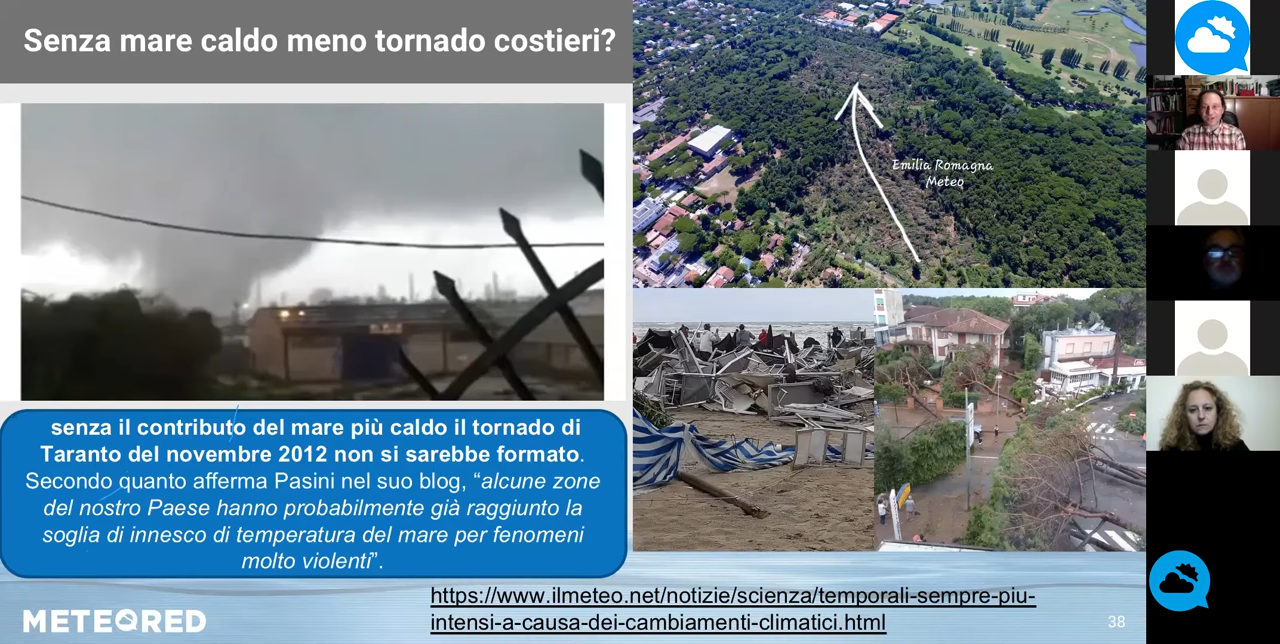 Senza mare caldo meno tornado costieri?
Emilia Romagna
Meteo
senza il contributo del mare più caldo il tornado di
Taranto del novembre 2012 non si sarebbe formato.
Secondo quanto afferma Pasini nel suo blog, “alcune zone
del nostro Paese hanno probabilmente già raggiunto la
soglia di innesco di temperatura del mare per fenomeni
molto violenti”.
https://www.ilmeteo.net/notizie/scienza/temporali-sempre-piu-
intensi-a-causa-dei-cambiamenti-climatici.html
METEORED
38